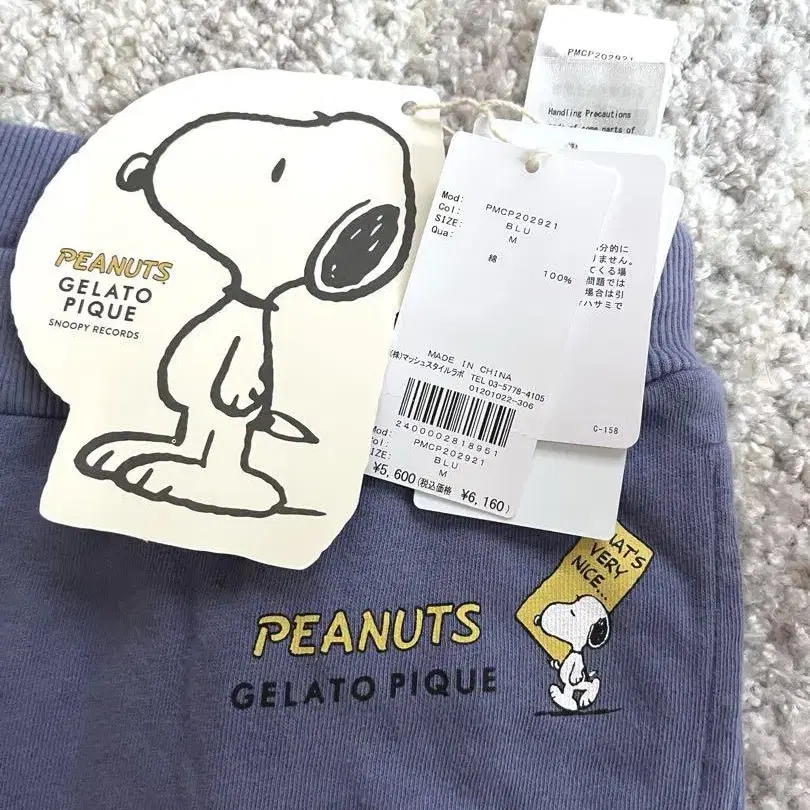 PMCP202921
Handling Precautions
Mod: PMCP202921
Col: BLU
SIZE: M
Qua:
綿 100%
MADE IN CHINA
(株)マッシュスタイルラボ TEL 03-5778-4105
01201022-306
分的に
りません。
てくる場
問題では
場合は引
ハサミで
C-158
PEANUTS
GELATO
PIQUE
SNOOPY RECORDS
2400002818951
Mod: PMCP202921
Col: BLU
SIZE: M
¥5,600(税込価格 ¥6,160)
VERY
NICE...
PEANUTS
GELATO PIQUE